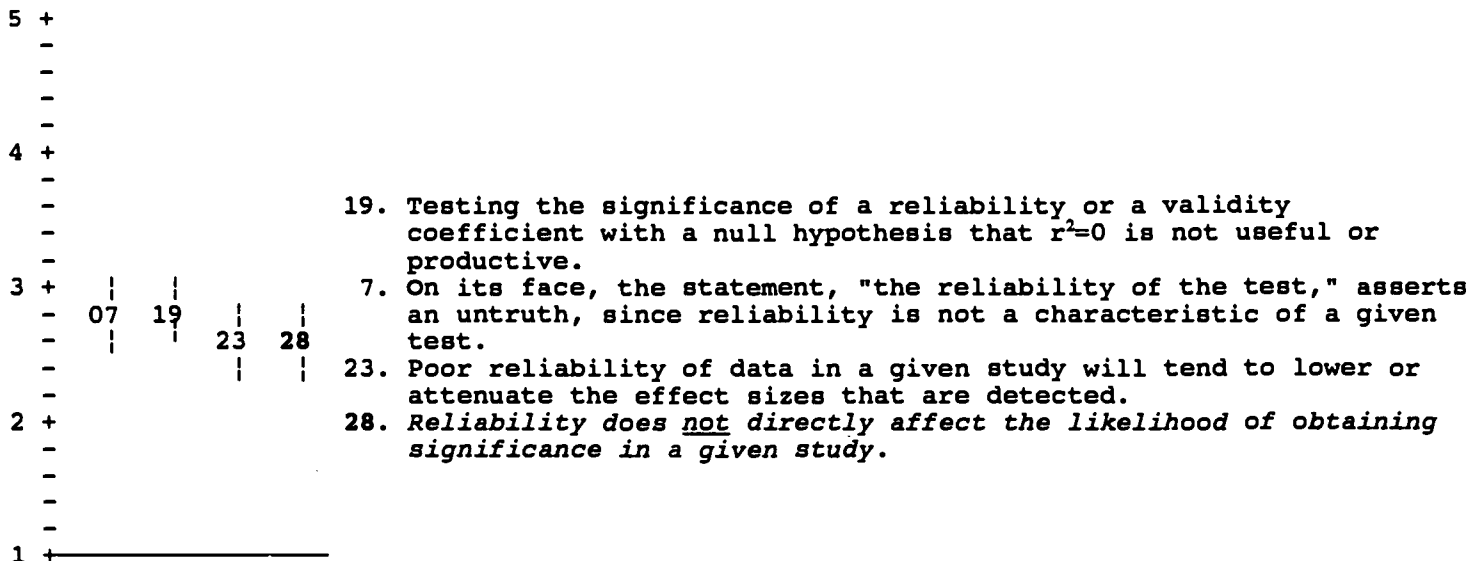 5 +
-
-
-
-
4 +
-
-
19. Testing the significance of a reliability or a validity
-
coefficient with a null hypothesis that r²=0 is not useful or
-
productive.
3 + ¦ ¦
7. On its face, the statement, "the reliability of the test," asserts
- 07 19 ¦ ¦
an untruth, since reliability is not a characteristic of a given
- ¦ ¦ 23 28
test.
- ¦ ¦
23. Poor reliability of data in a given study will tend to lower or
-
attenuate the effect sizes that are detected.
2 +
28. Reliability does not directly affect the likelihood of obtaining
-
significance in a given study.
-
-
-
1 +